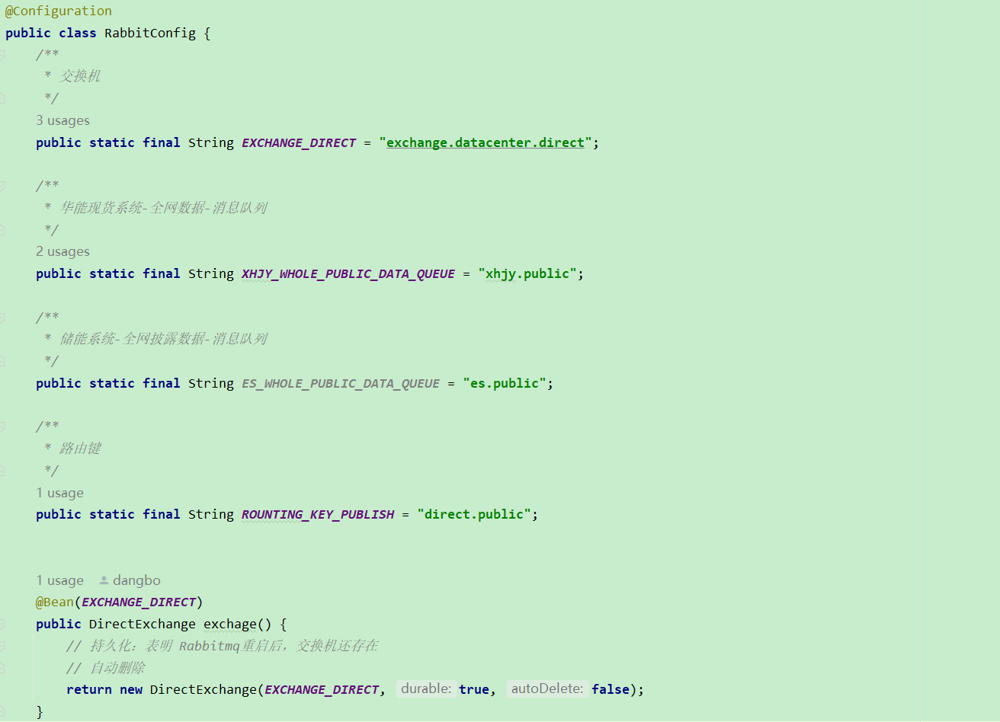 @Configuration
public class RabbitConfig {
/**
* 交换机
*/
3 usages
public static final String EXCHANGE_DIRECT = "exchange.datacenter.direct";
/**
* 华能现货系统-全网数据-消息队列
*/
2 usages
public static final String XHJY_WHOLE_PUBLIC_DATA_QUEUE = "xhjy.public";
/**
* 储能系统-全网披露数据-消息队列
*/
public static final String ES_WHOLE_PUBLIC_DATA_QUEUE = "es.public";
/**
* 路由键
*/
1 usage
public static final String ROUNTING_KEY_PUBLISH = "direct.public";
1 usage dangbo
@Bean(EXCHANGE_DIRECT)
public DirectExchange exchage() {
// 持久化：表明 Rabbitmq重启后，交换机还存在
// 自动删除
return new DirectExchange(EXCHANGE_DIRECT, durable: true, autoDelete: false);
}